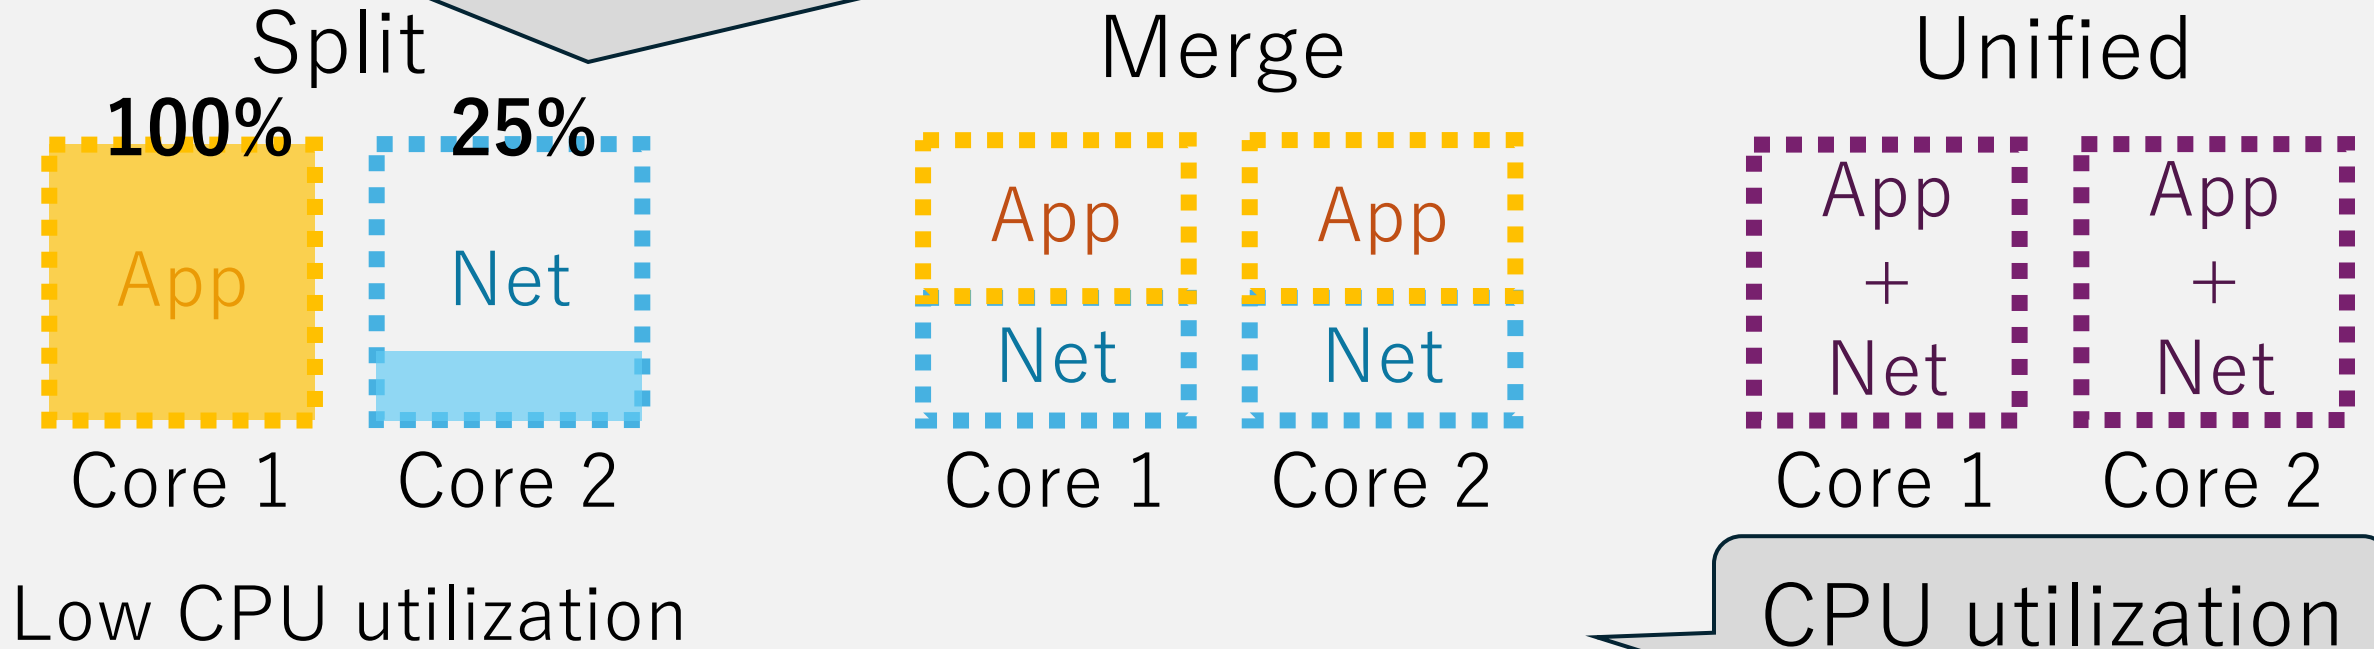 Split
100%
25%
App
Net
Core 1
Core 2
Low CPU utilization
Merge
App
App
Net
Net
Core 1
Core 2
Unified
App
+
Net
App
+
Net
Core 1
Core 2
CPU utilization